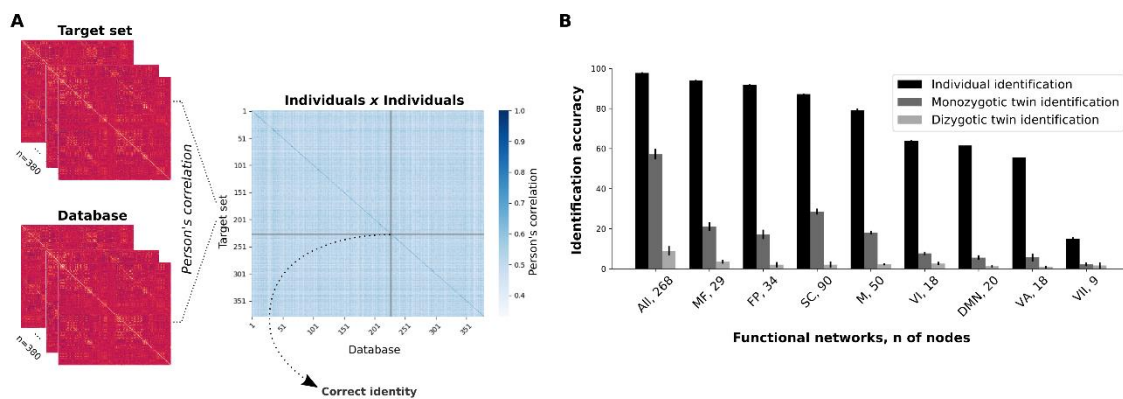 A
Target set
...
n=380
Database
...
n=380
Person's correlation
Individuals x Individuals
Target set
1
51
101
151
201
251
301
351
1
51
101
151
201
251
301
351
Database
1.0
0.9
0.8
0.7
0.6
0.5
0.4
Person's correlation
Correct identity
B
Identification accuracy
100
80
60
40
20
0
Individual identification
Monozygotic twin identification
Dizygotic twin identification
All, 268
MF, 29
FP, 34
SC, 90
M, 50
VI, 18
DMN, 20
VA, 18
VII, 9
Functional networks, n of nodes